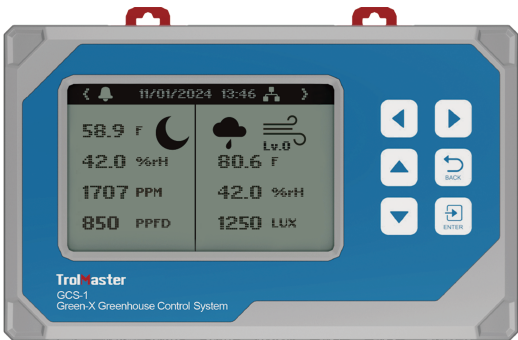 11/01/2024 13:46
58.9 F
42.0 %rH
1707 PPM
850 PPFD
Lv.0
80.6 F
42.0 %rH
1250 LUX
BACK
ENTER
TrolMaster
GCS-1
Green-X Greenhouse Control System